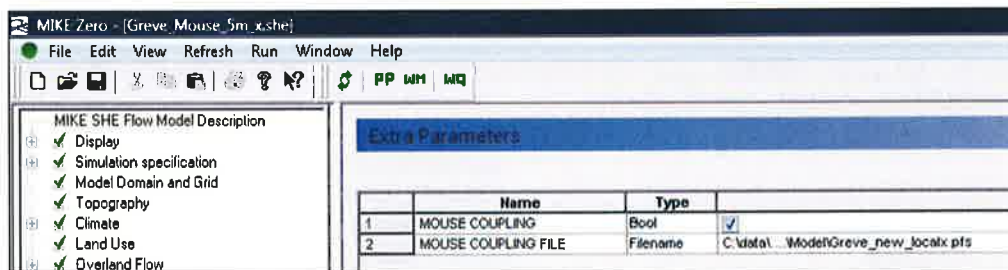 MIKE Zero - [Greve_Mouse_5m_x.she]
File Edit View Refresh Run Window Help
PP WM WQ
MIKE SHE Flow Model Description
Display
Simulation specification
Model Domain and Grid
Topography
Climate
Land Use
Overland Flow
Extra Parameters
Name Type
1 MOUSE COUPLING Bool
2 MOUSE COUPLING FILE Filename C:\data\ ...\Model\Greve_new_localx.pfs